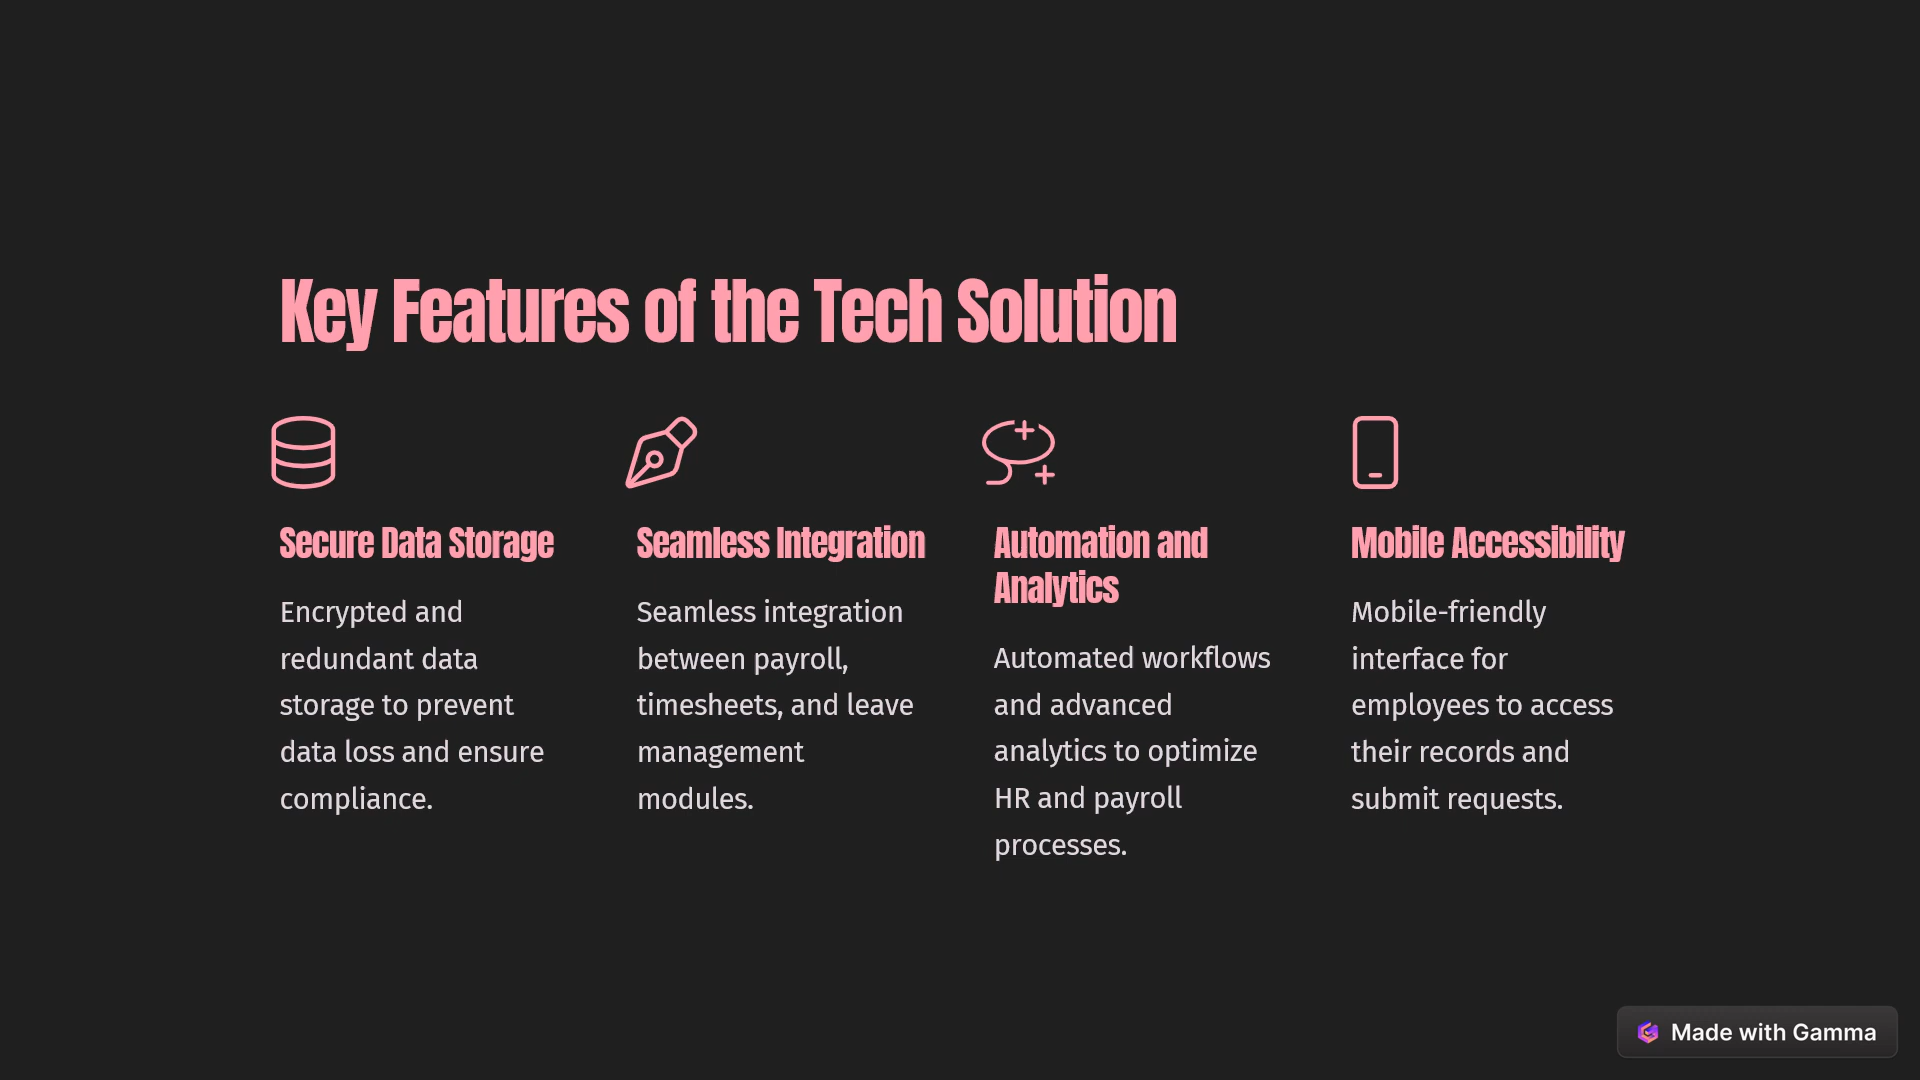 Key Features of the Tech Solution
Secure Data Storage
Encrypted and
redundant data
storage to prevent
data loss and ensure
compliance.
Seamless Integration
Seamless integration
between payroll,
timesheets, and leave
management
modules.
Automation and
Analytics
Automated workflows
and advanced
analytics to optimize
HR and payroll
processes.
Mobile Accessibility
Mobile-friendly
interface for
employees to access
their records and
submit requests.
Made with Gamma